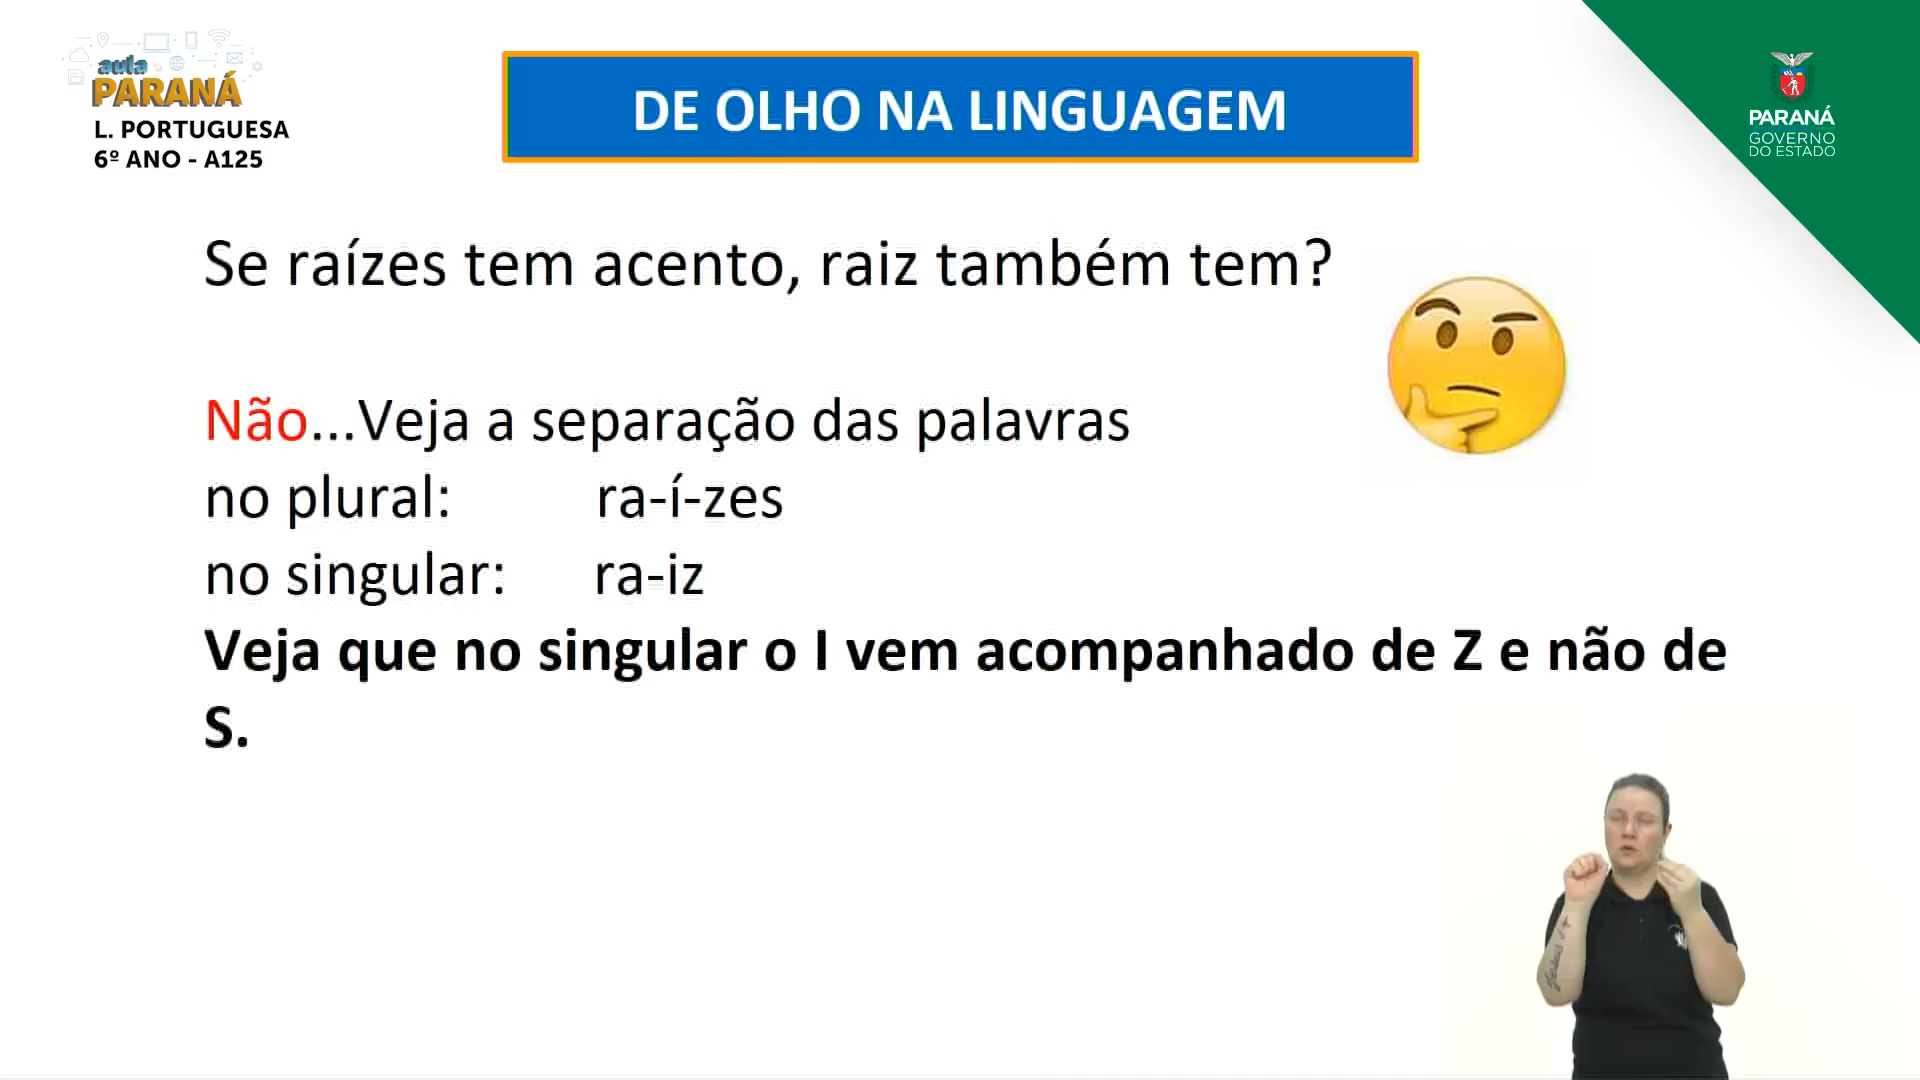 aula
PARANÁ
L. PORTUGUESA
6º ANO - A125
DE OLHO NA LINGUAGEM
PARANÁ
GOVERNO
DO ESTADO
Se raízes tem acento, raiz também tem?
Não...Veja a separação das palavras
no plural: ra-í-zes
no singular: ra-iz
Veja que no singular o I vem acompanhado de Z e não de
S.